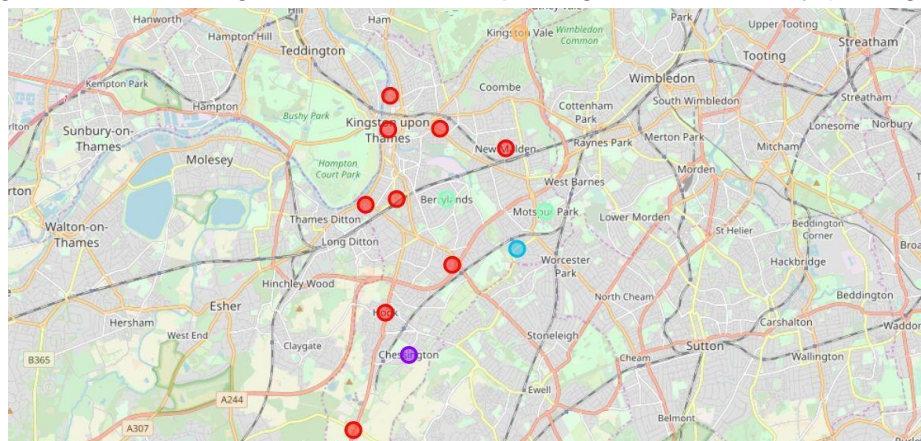 Hanworth
Ham
Hampton Hill
Teddington
Kingston Vale
Wimbledon
Common
Park
Upper Tooting
Streatham
Tooting
Kempton Park
Coombe
Wimbledon
Hampton
Bushy Park
Cottenham
Park
South Wimbledon
Streatham
Sunbury-on-
Thames
Kingston upon
Thames
Lonesome
Norbury
Raynes Park
Merton Park
Mitcham
Molesey
Hampton
Court Park
New Malden
Morden
West Barnes
Berrylands
Motspur Park
Lower Morden
Walton-on-
Thames
Thames Ditton
St Helier
Beddington
Corner
Long Ditton
Worcester
Park
Hackbridge
Hinchley Wood
Esher
North Cheam
Beddington
Hersham
West End
Hook
Carshalton
Waddon
Claygate
Stoneleigh
Sutton
B365
Chessington
Cheam
Wallington
Ewell
A244
A307
Belmont